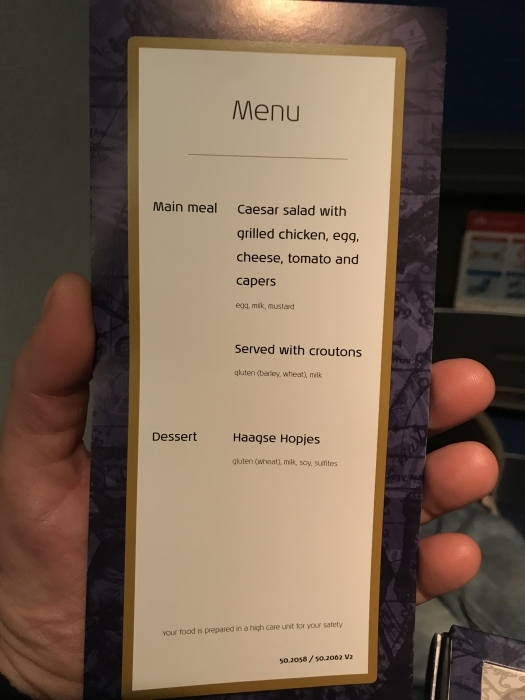 Menu
Main meal Caesar salad with
grilled chicken, egg,
cheese, tomato and
capers
egg, milk, mustard
Served with croutons
gluten (barley, wheat), milk
Dessert Haagse Hopjes
gluten (wheat), milk, soy, sulfites
your food is prepared in a high care unit for your safety
50.2058 / 50.2062 V2